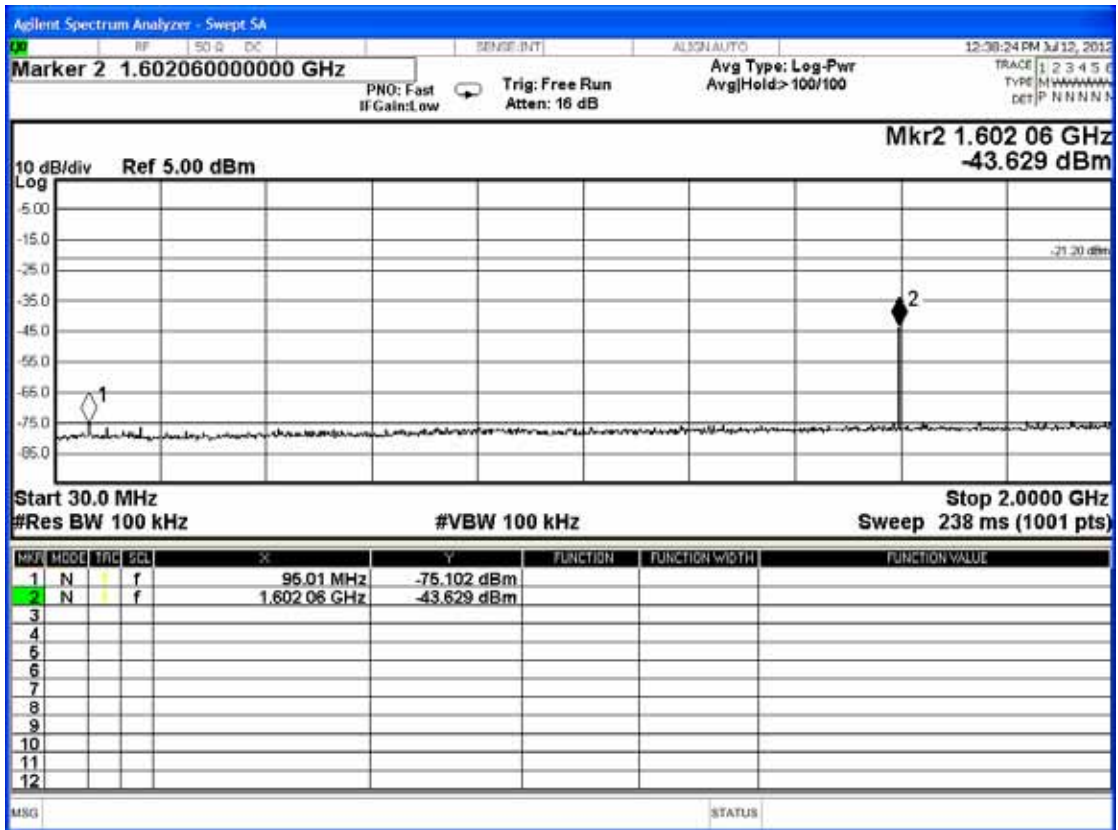 Agilent Spectrum Analyzer - Swept SA
RF 50 Ω DC SENSE:INT ALIGN AUTO 12:38:24 PM Jul 12, 2012
Marker 2 1.602060000000 GHz
PNO: Fast
IFGain:Low
Trig: Free Run
Atten: 16 dB
Avg Type: Log-Pwr
Avg|Hold:> 100/100
TRACE 1 2 3 4 5 6
TYPE M WWWWW
DET P N N N N N
Mkr2 1.602 06 GHz
-43.629 dBm
10 dB/div Ref 5.00 dBm
Log
-5.00
-15.0
-21.20 dBm
-25.0
-35.0
2
-45.0
-55.0
-65.0
1
-75.0
-85.0
Start 30.0 MHz Stop 2.0000 GHz
#Res BW 100 kHz #VBW 100 kHz Sweep 238 ms (1001 pts)
MKR MODE TRC SCL X Y FUNCTION FUNCTION WIDTH FUNCTION VALUE
1 N 1 f 95.01 MHz -75.102 dBm
2 N 1 f 1.602 06 GHz -43.629 dBm
3
4
5
6
7
8
9
10
11
12
MSG STATUS